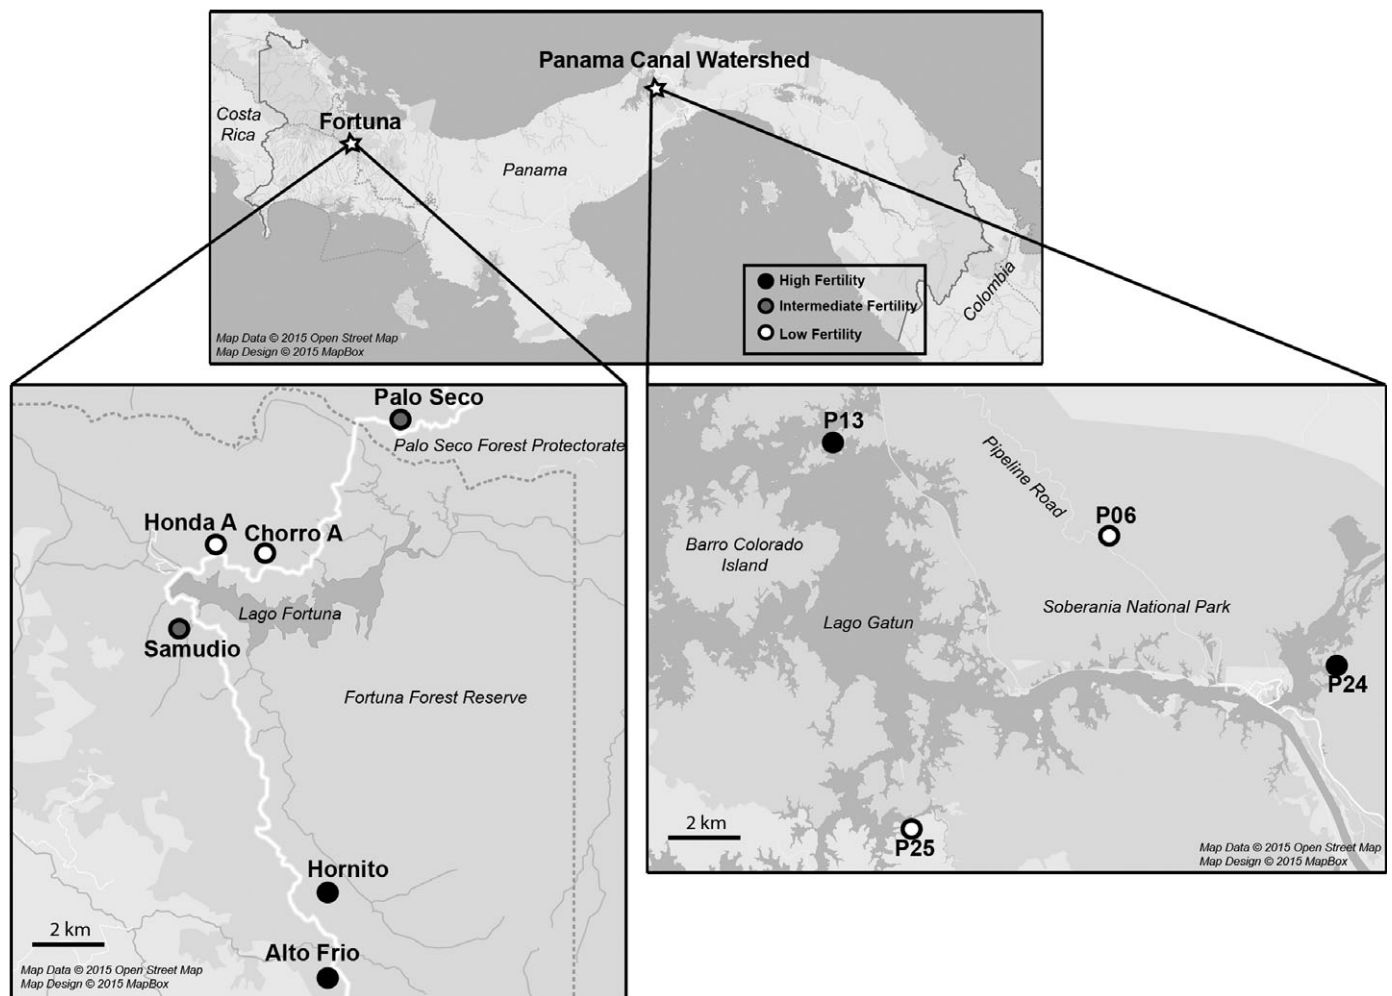 Panama Canal Watershed
Costa
Rica
Fortuna
Panama
Colombia
High Fertility
Intermediate Fertility
Low Fertility
Map Data © 2015 Open Street Map
Map Design © 2015 MapBox
Palo Seco
Palo Seco Forest Protectorate
Honda A
Chorro A
Lago Fortuna
Samudio
Fortuna Forest Reserve
Hornito
2 km
Alto Frio
Map Data © 2015 Open Street Map
Map Design © 2015 MapBox
P13
Pipeline Road
P06
Barro Colorado
Island
Soberania National Park
Lago Gatun
P24
2 km
P25
Map Data © 2015 Open Street Map
Map Design © 2015 MapBox